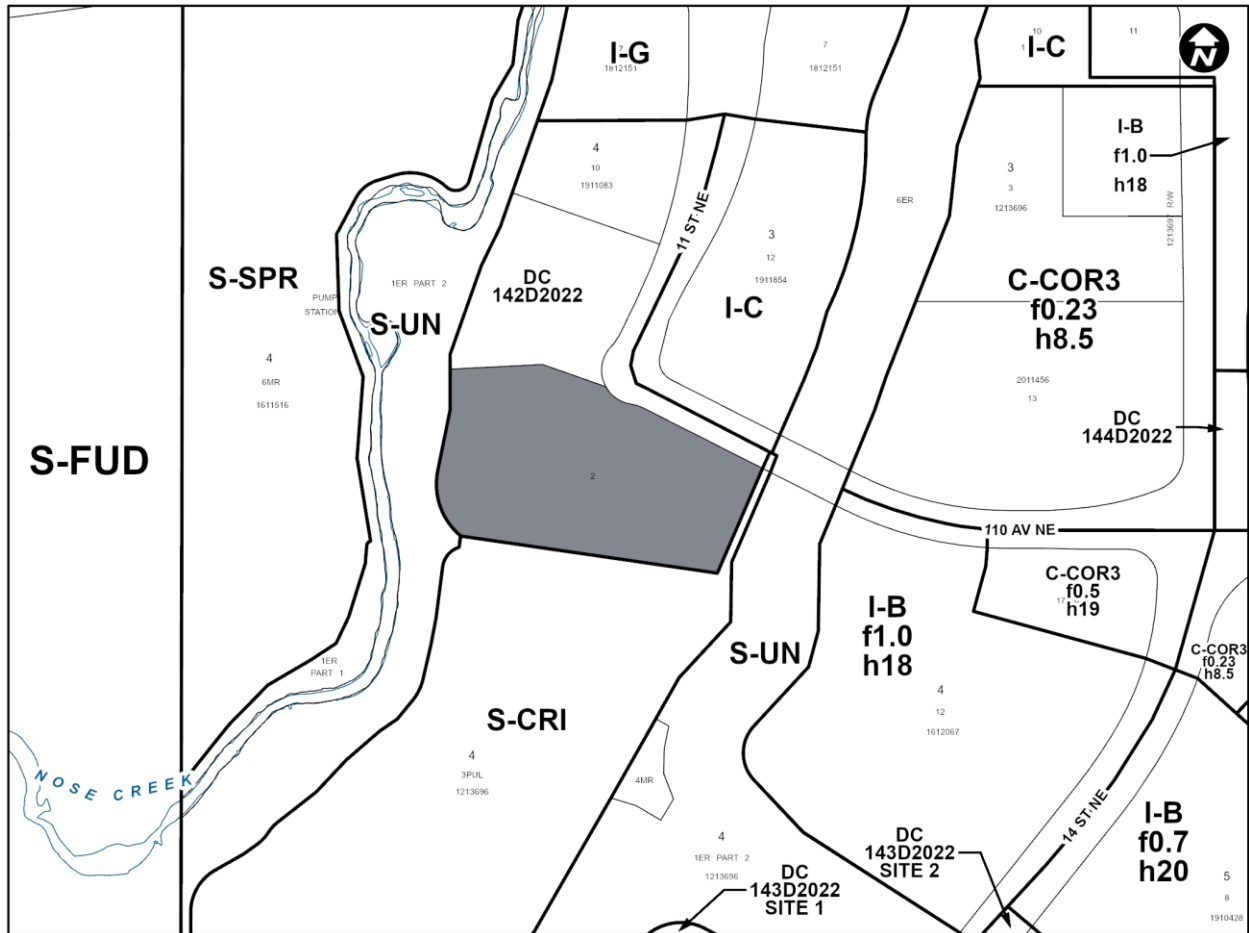 N
10
11
7
I-G
1812151
7
1812151
I-C
I-B
f1.0
h18
4
10
1911083
3
3
1213696
6ER
1213697 R/W
11 ST NE
3
12
1911854
S-SPR
1ER PART 2
DC
142D2022
PUMP
STATION
S-UN
I-C
C-COR3
f0.23
h8.5
4
6MR
1611516
2011456
13
DC
144D2022
S-FUD
2
110 AV NE
C-COR3
f0.5
h19
17
I-B
f1.0
h18
S-UN
C-COR3
f0.23
h8.5
1ER
PART 1
4
12
1612067
S-CRI
4
3PUL
1213696
4MR
NOSE CREEK
14 ST NE
I-B
f0.7
h20
4
1ER PART 2
1213696
DC
143D2022
SITE 2
DC
143D2022
SITE 1
5
8
1910428